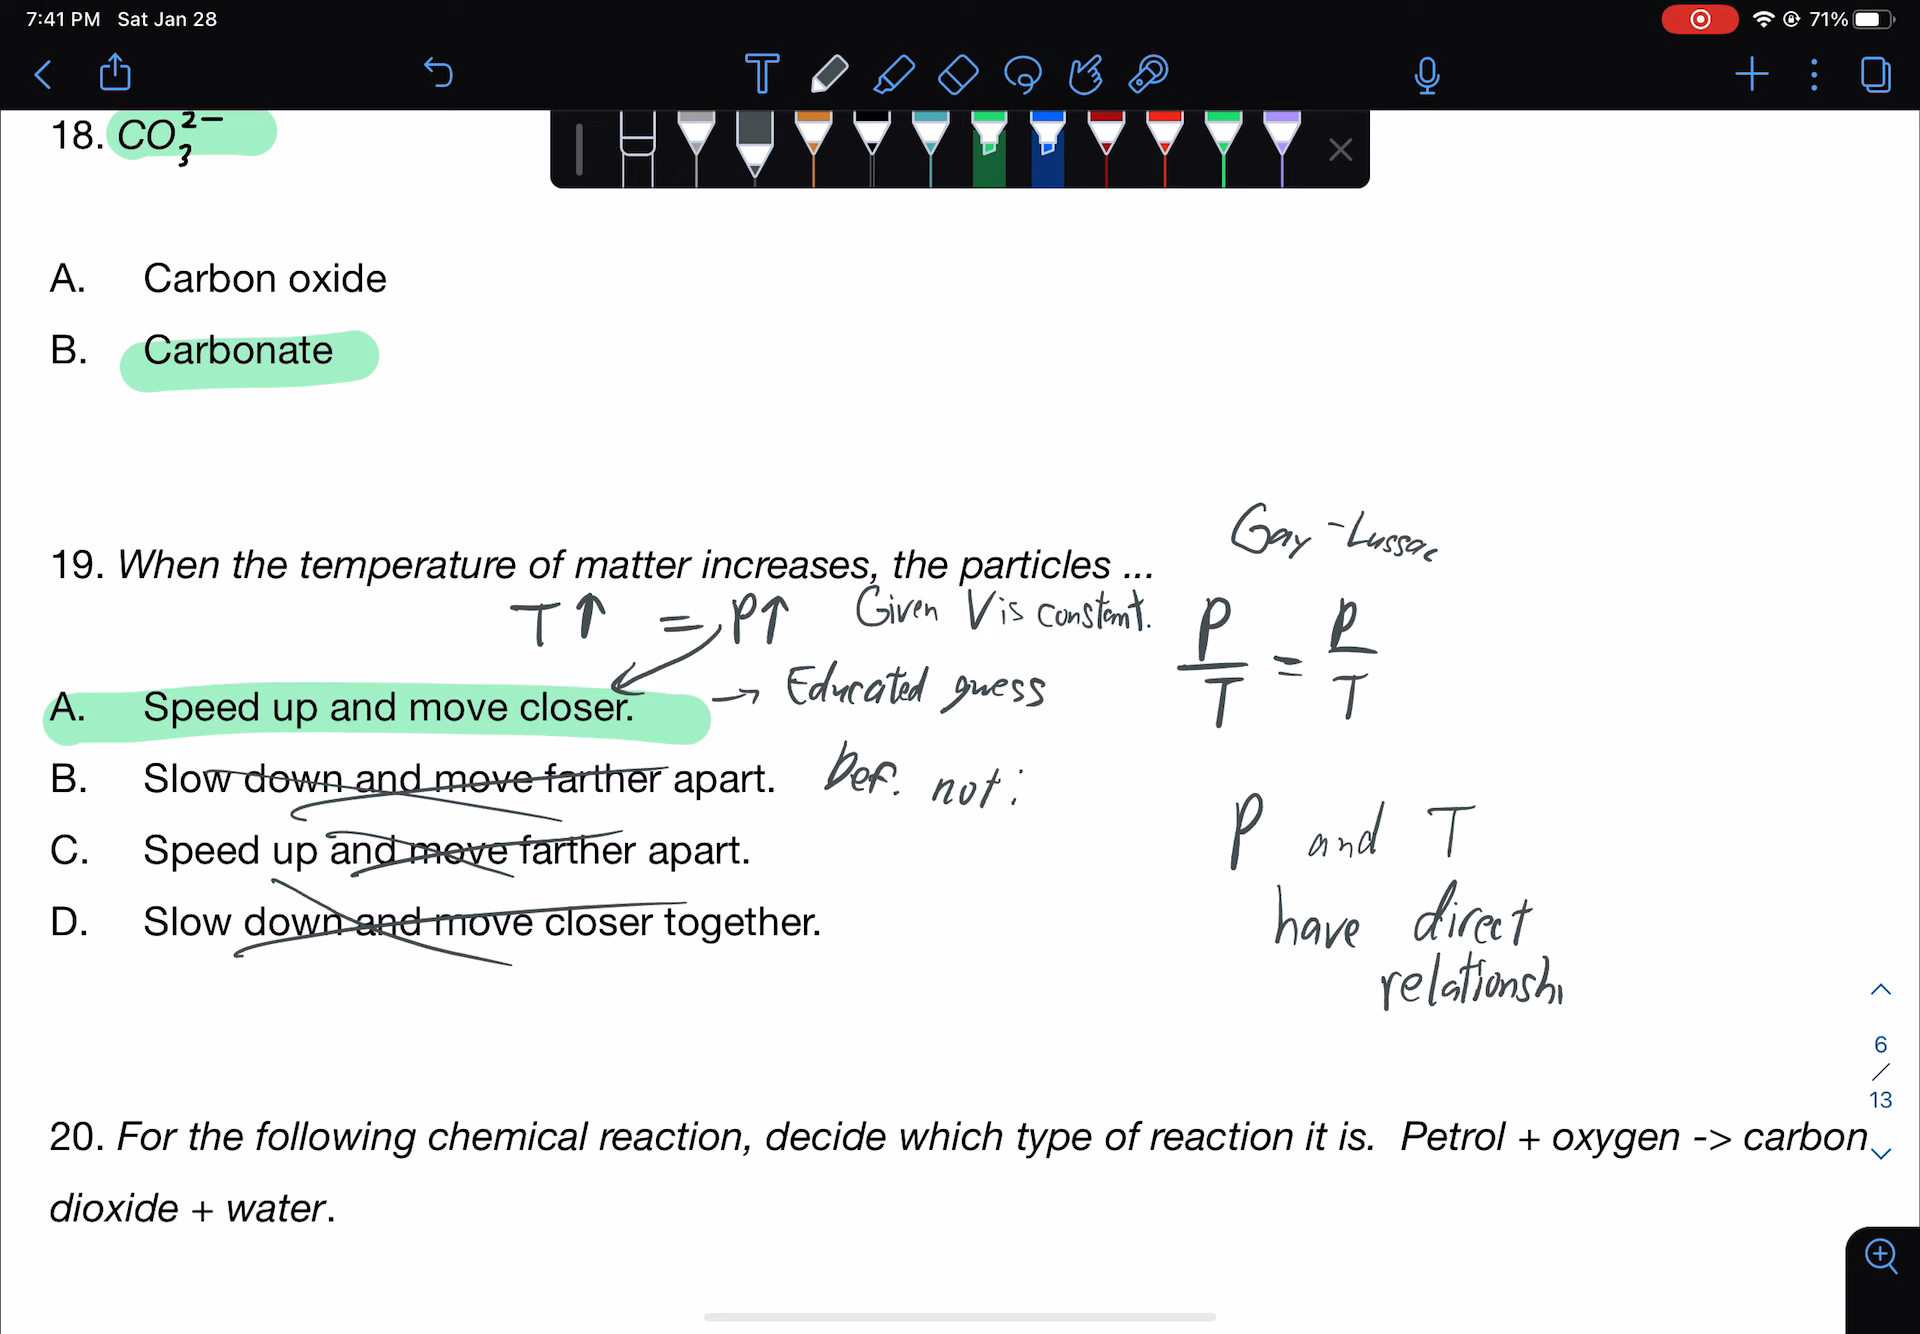 7:41 PM Sat Jan 28
71%
18. CO₃²⁻
A. Carbon oxide
B. Carbonate
Gay-Lussac
19. When the temperature of matter increases, the particles ...
T↑ = P↑ Given V is constant.
P/T = P/T
A. Speed up and move closer. → Educated guess
B. Slow down and move farther apart. Def. not:
C. Speed up and move farther apart.
D. Slow down and move closer together.
P and T
have direct
relationshi
6
/
13
20. For the following chemical reaction, decide which type of reaction it is. Petrol + oxygen -> carbon
dioxide + water.